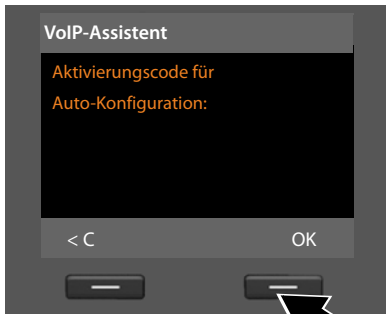 VoIP-Assistent
Aktivierungscode für
Auto-Konfiguration:
< C OK